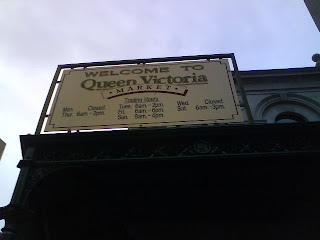 WELCOME TO
Queen Victoria
MARKET
Trading Hours
Mon. Closed. Tues. 6am.-2pm. Wed. Closed.
Thur. 6am.-2pm. Fri. 6am.-6pm. Sat. 6am.-3pm.
Sun. 9am.-4pm.